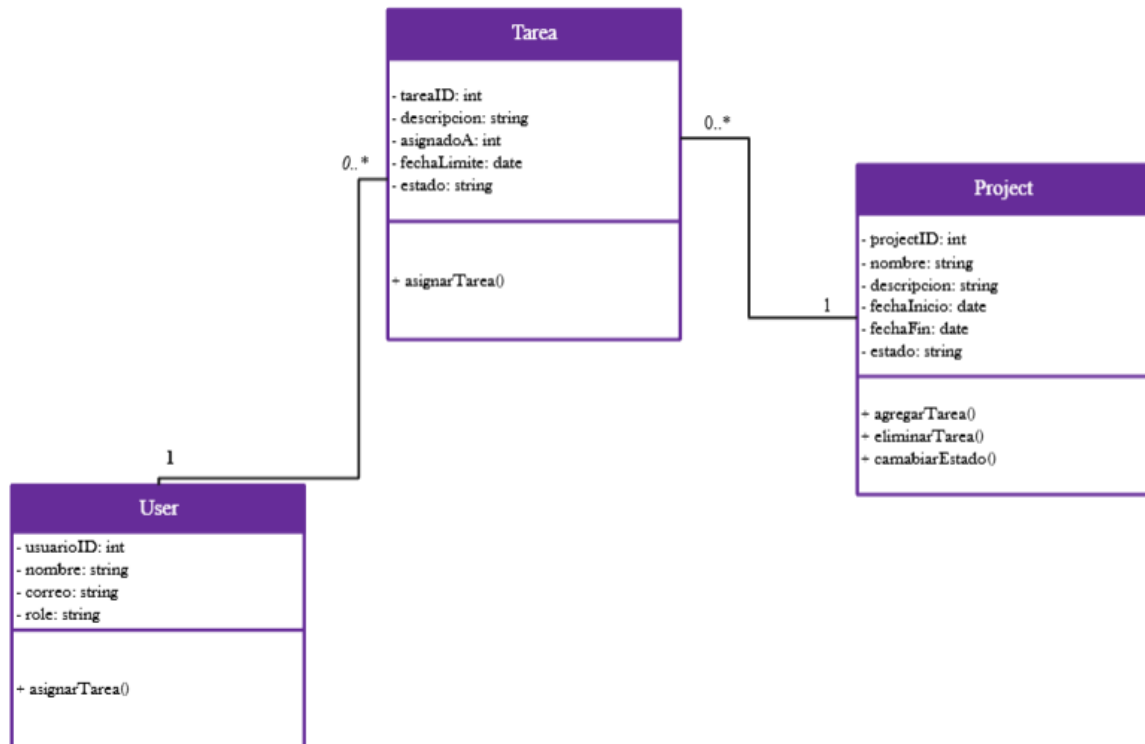 Tarea
- tareaID: int
- descripcion: string
- asignadoA: int
- fechaLimite: date
- estado: string
+ asignarTarea()
0..*
0..*
Project
- projectID: int
- nombre: string
- descripcion: string
- fechaInicio: date
- fechaFin: date
- estado: string
+ agregarTarea()
+ eliminarTarea()
+ camabiarEstado()
1
1
User
- usuarioID: int
- nombre: string
- correo: string
- role: string
+ asignarTarea()